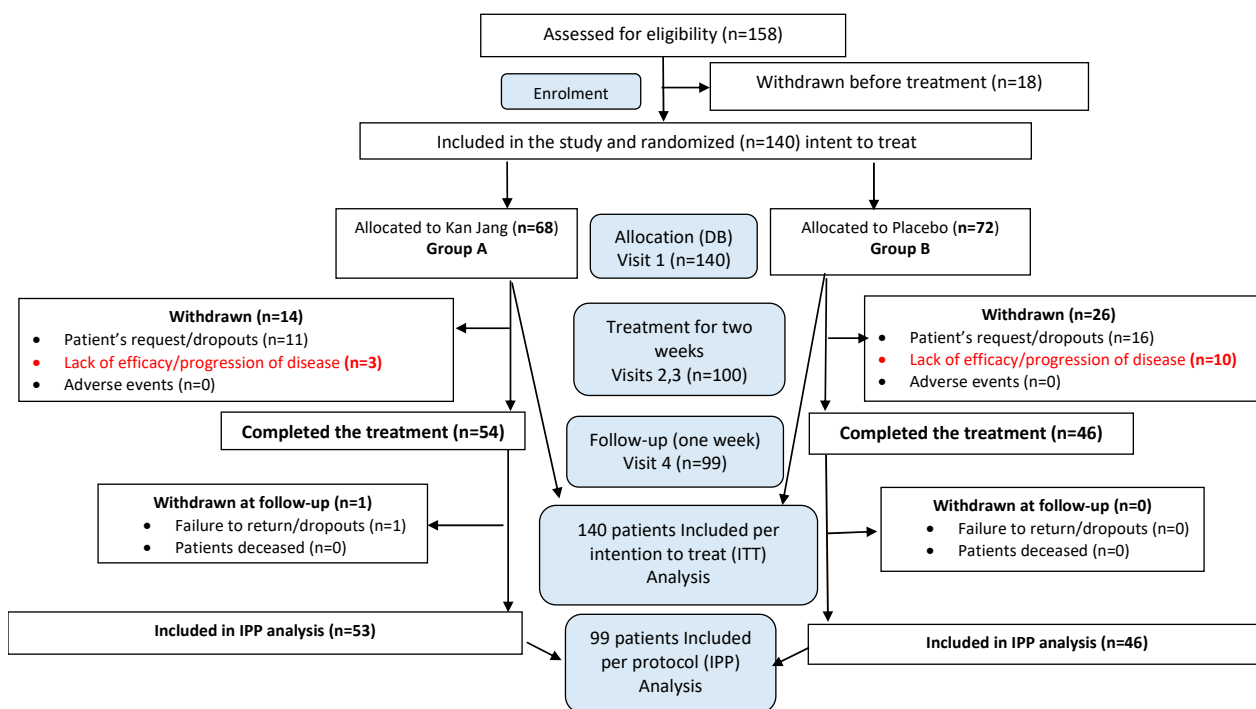 Assessed for eligibility (n=158)
Enrolment
Withdrawn before treatment (n=18)
Included in the study and randomized (n=140) intent to treat
Allocated to Kan Jang (n=68)
Group A
Allocation (DB)
Visit 1 (n=140)
Allocated to Placebo (n=72)
Group B
Withdrawn (n=14)
• Patient's request/dropouts (n=11)
• Lack of efficacy/progression of disease (n=3)
• Adverse events (n=0)
Treatment for two
weeks
Visits 2,3 (n=100)
Withdrawn (n=26)
• Patient's request/dropouts (n=16)
• Lack of efficacy/progression of disease (n=10)
• Adverse events (n=0)
Completed the treatment (n=54)
Follow-up (one week)
Visit 4 (n=99)
Completed the treatment (n=46)
Withdrawn at follow-up (n=1)
• Failure to return/dropouts (n=1)
• Patients deceased (n=0)
140 patients Included per
intention to treat (ITT)
Analysis
Withdrawn at follow-up (n=0)
• Failure to return/dropouts (n=0)
• Patients deceased (n=0)
Included in IPP analysis (n=53)
99 patients Included
per protocol (IPP)
Analysis
Included in IPP analysis (n=46)